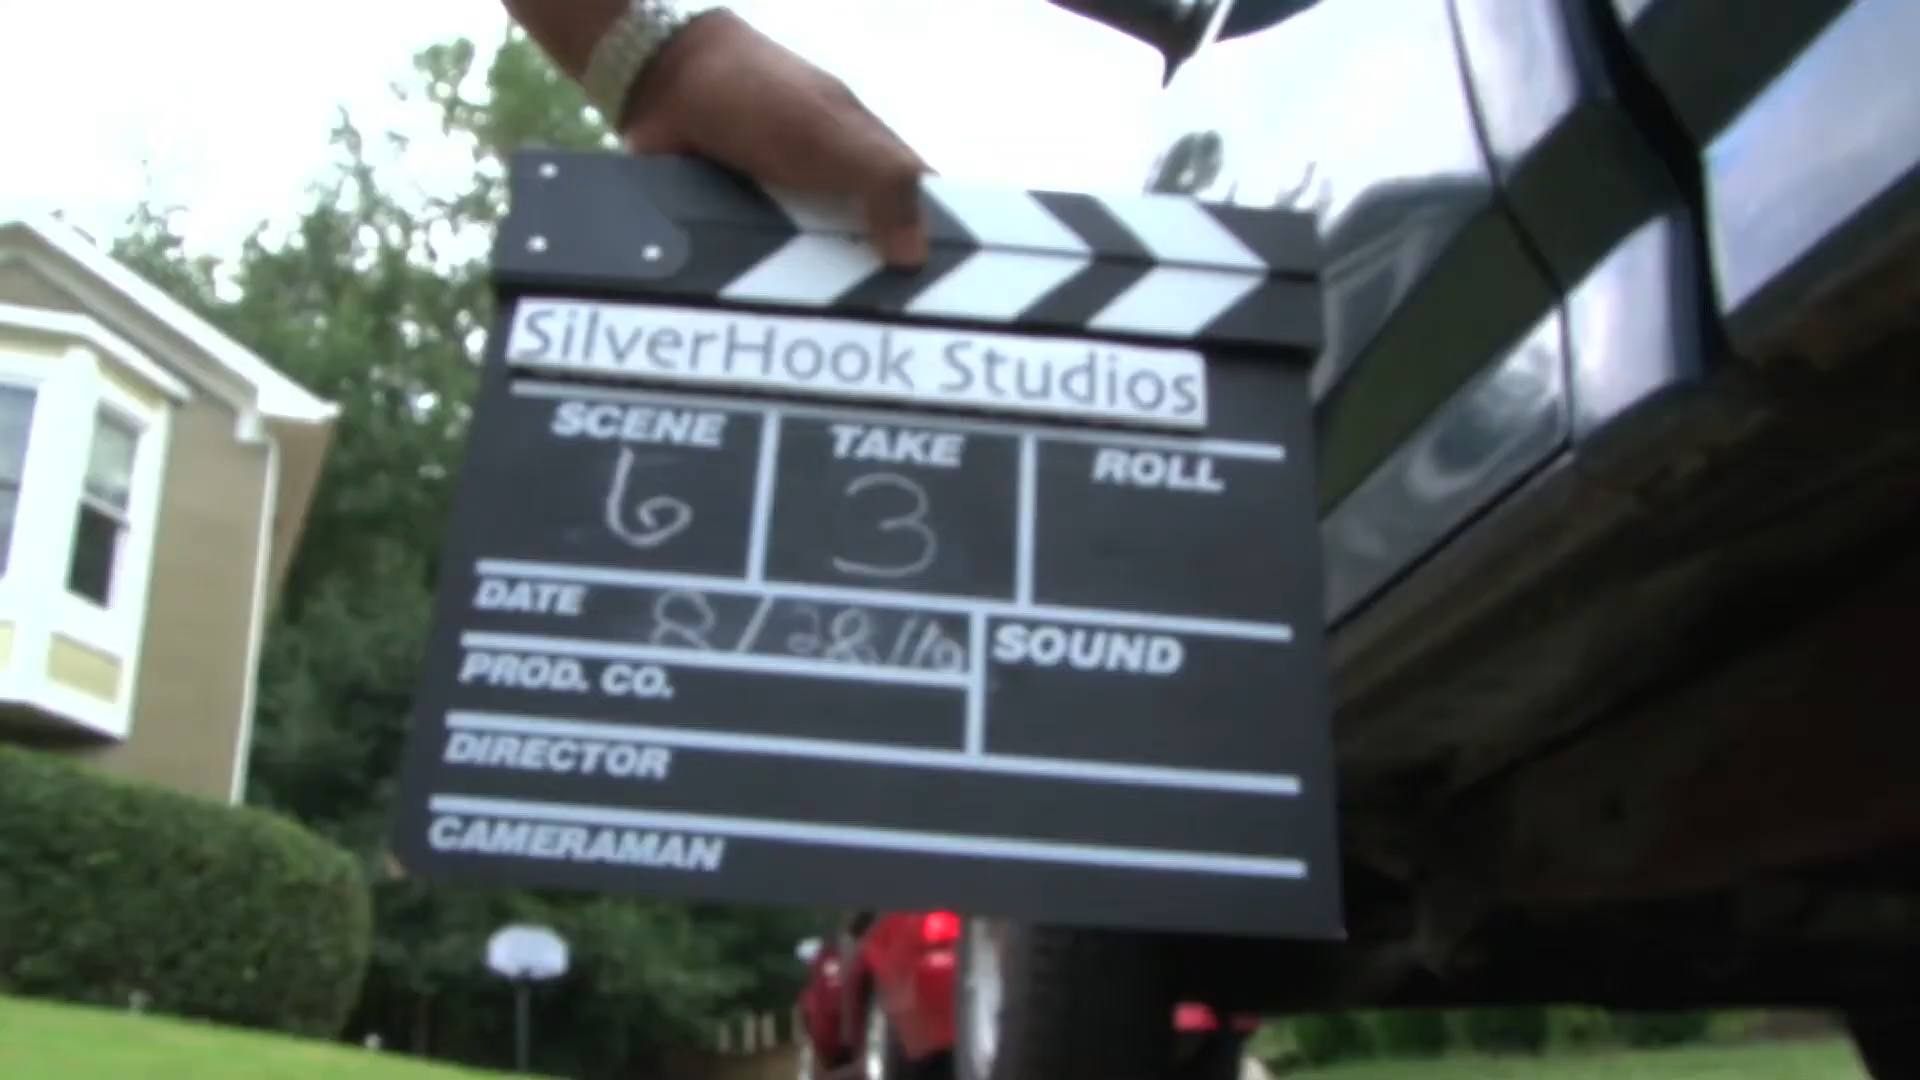 SilverHook Studios
SCENE TAKE ROLL
6 3
DATE 8/28/10
SOUND
PROD. CO.
DIRECTOR
CAMERAMAN